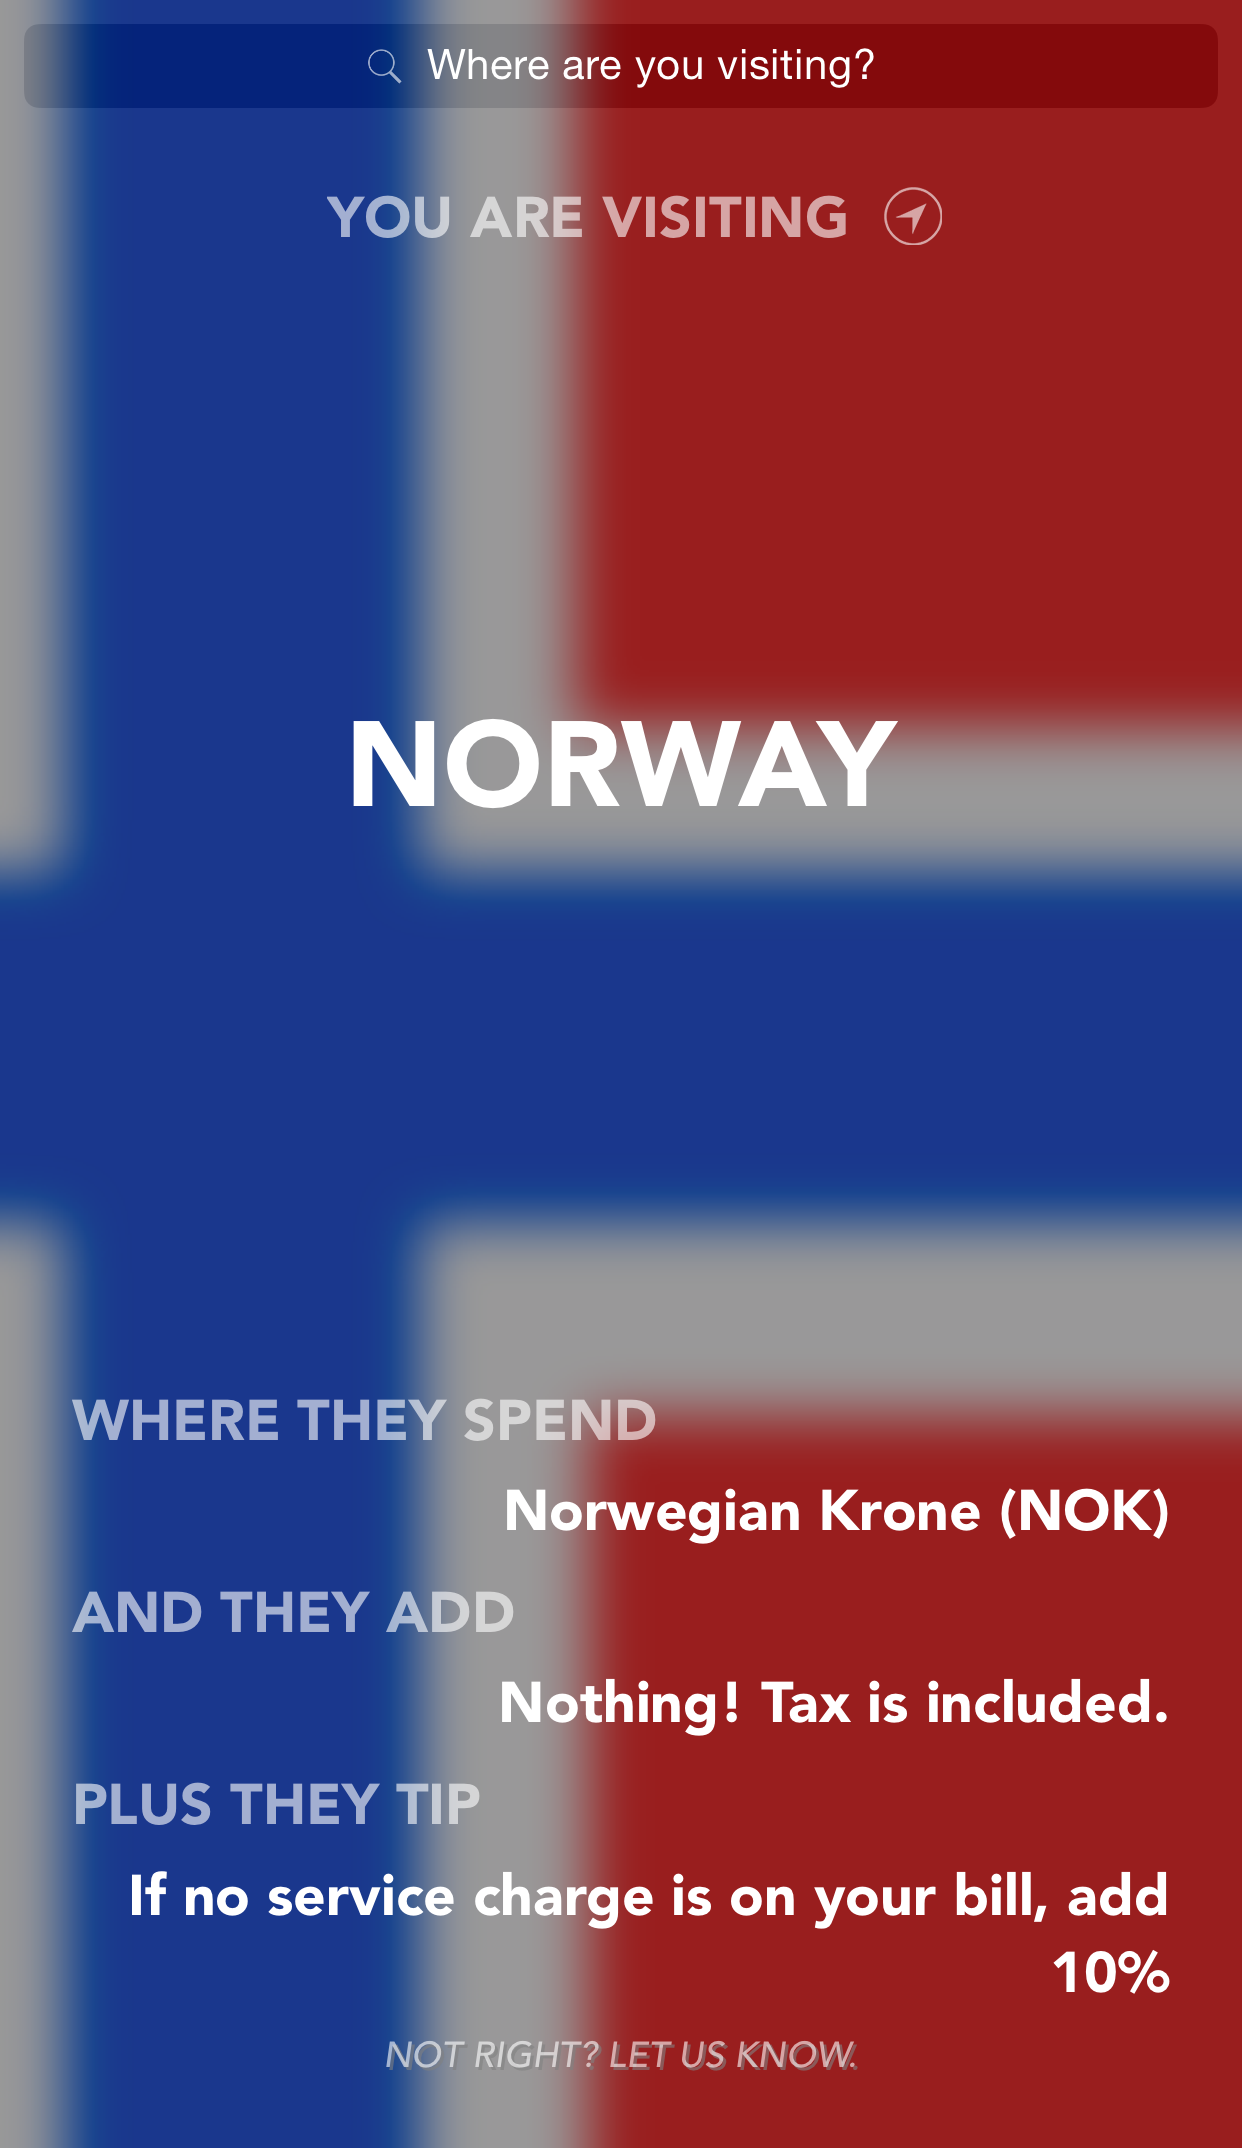 Where are you visiting?
YOU ARE VISITING
NORWAY
WHERE THEY SPEND
Norwegian Krone (NOK)
AND THEY ADD
Nothing! Tax is included.
PLUS THEY TIP
If no service charge is on your bill, add
10%
NOT RIGHT? LET US KNOW.